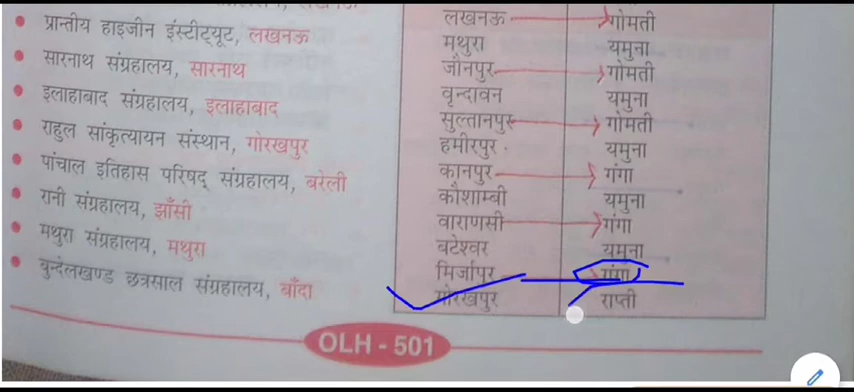 लखनऊ
प्रान्तीय हाइजीन इंस्टीट्यूट, लखनऊ
सारनाथ संग्रहालय, सारनाथ
इलाहाबाद संग्रहालय, इलाहाबाद
राहुल सांकृत्यायन संस्थान, गोरखपुर
पांचाल इतिहास परिषद् संग्रहालय, बरेली
रानी संग्रहालय, झाँसी
मथुरा संग्रहालय, मथुरा
बुन्देलखण्ड छत्रसाल संग्रहालय, बाँदा
लखनऊ गोमती
मथुरा यमुना
जौनपुर गोमती
वृन्दावन यमुना
सुल्तानपुर गोमती
हमीरपुर यमुना
कानपुर गंगा
कौशाम्बी यमुना
वाराणसी गंगा
बटेश्वर यमुना
मिर्जापुर गंगा
गोरखपुर राप्ती
OLH - 501